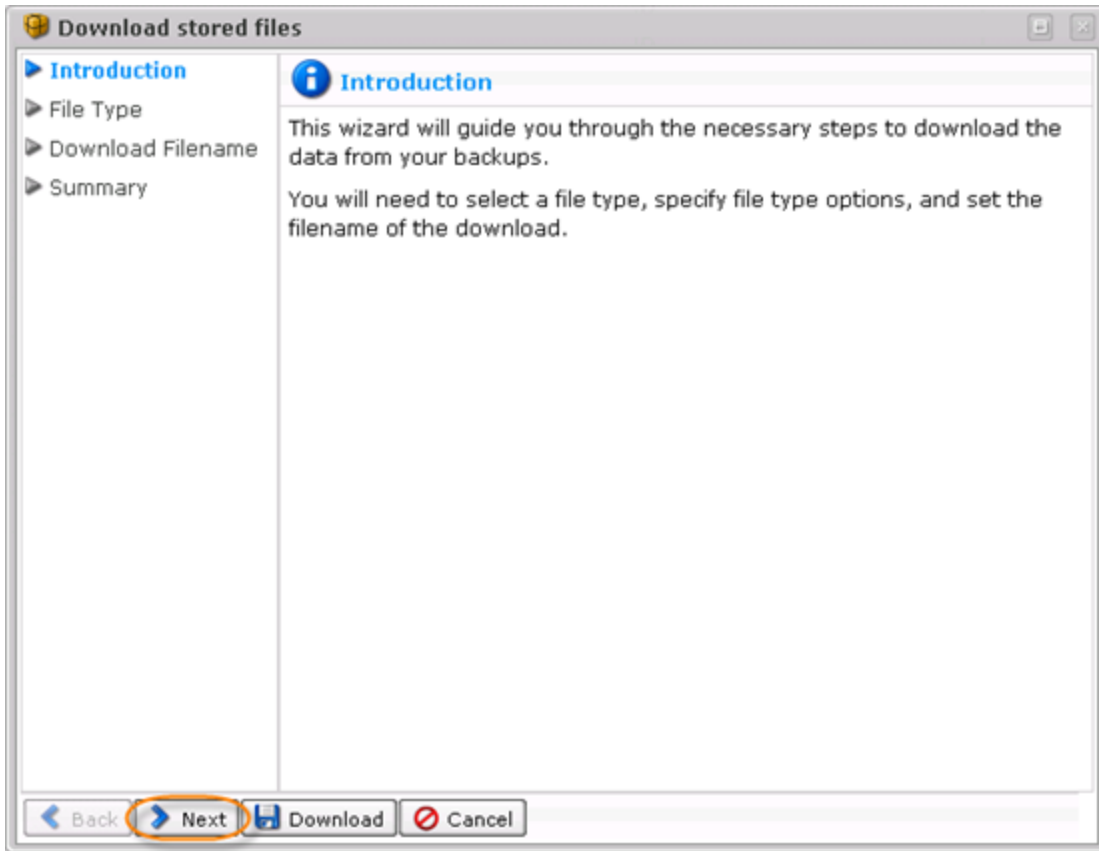 Download stored files
Introduction
File Type
Download Filename
Summary
Introduction
This wizard will guide you through the necessary steps to download the
data from your backups.
You will need to select a file type, specify file type options, and set the
filename of the download.
Back Next Download Cancel